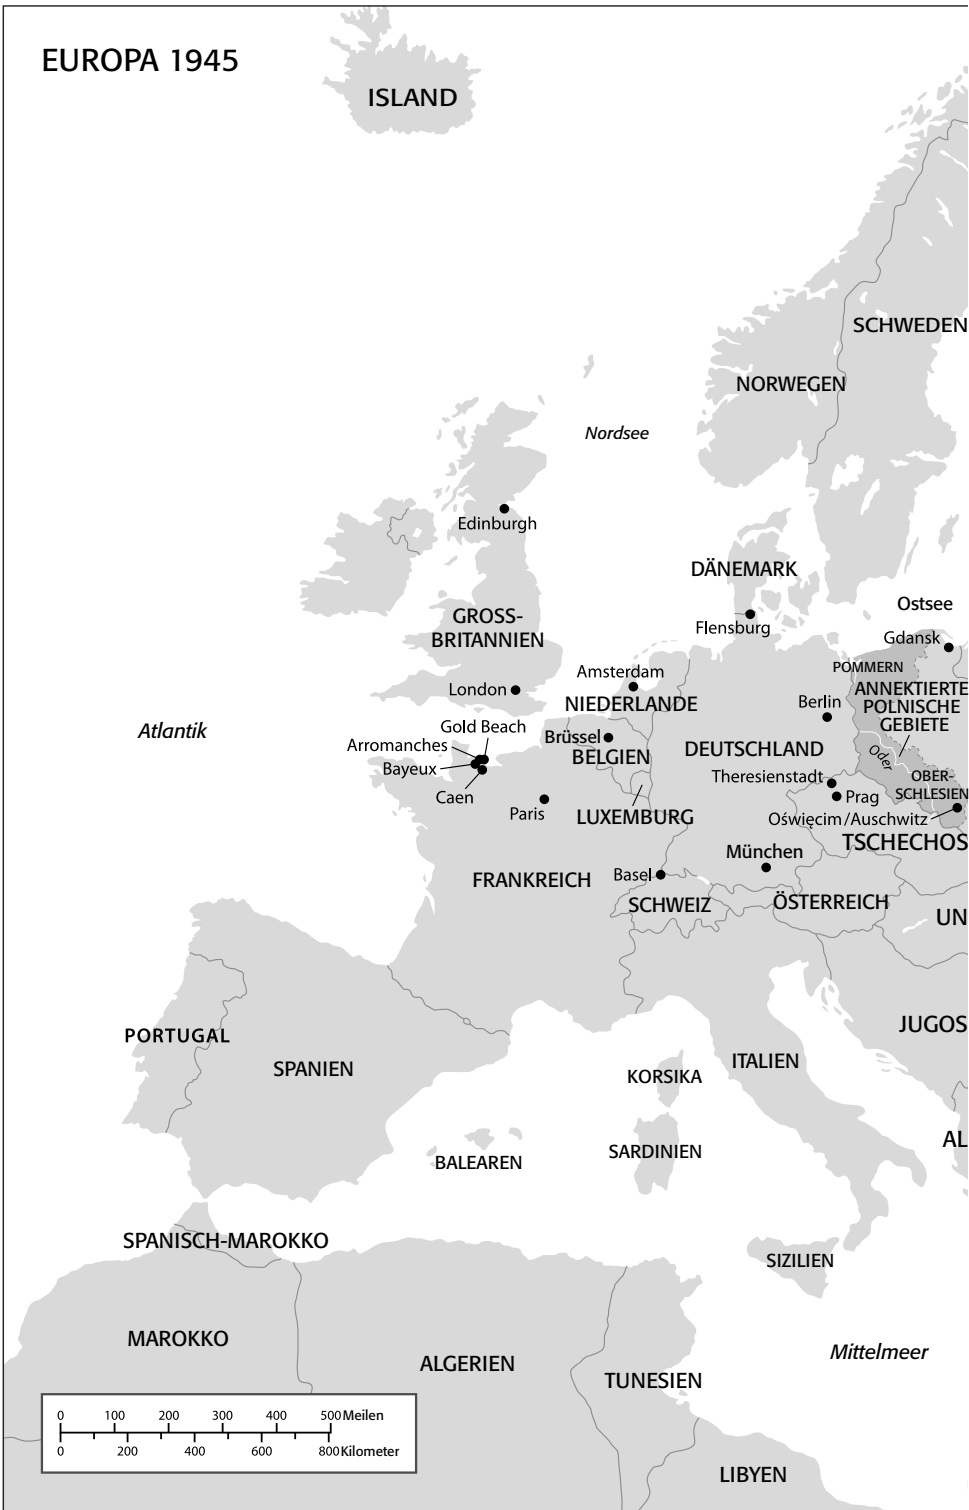 EUROPA 1945
ISLAND
SCHWEDEN
NORWEGEN
Nordsee
Edinburgh
DÄNEMARK
Ostsee
GROSS-
BRITANNIEN
Flensburg
Gdansk
POMMERN
Amsterdam
London
NIEDERLANDE
ANNEKTIERTE
POLNISCHE
GEBIETE
Berlin
Atlantik
Gold Beach
Arromanches
Bayeux
Caen
Brüssel
BELGIEN
DEUTSCHLAND
Oder
Theresienstadt
OBER-
SCHLESIEN
Prag
Paris
LUXEMBURG
Oświęcim/Auschwitz
TSCHECHOS
München
Basel
FRANKREICH
SCHWEIZ
ÖSTERREICH
UN
PORTUGAL
SPANIEN
JUGOS
ITALIEN
KORSIKA
AL
BALEAREN
SARDINIEN
SPANISCH-MAROKKO
SIZILIEN
MAROKKO
ALGERIEN
TUNESIEN
Mittelmeer
0 100 200 300 400 500 Meilen
0 200 400 600 800 Kilometer
LIBYEN